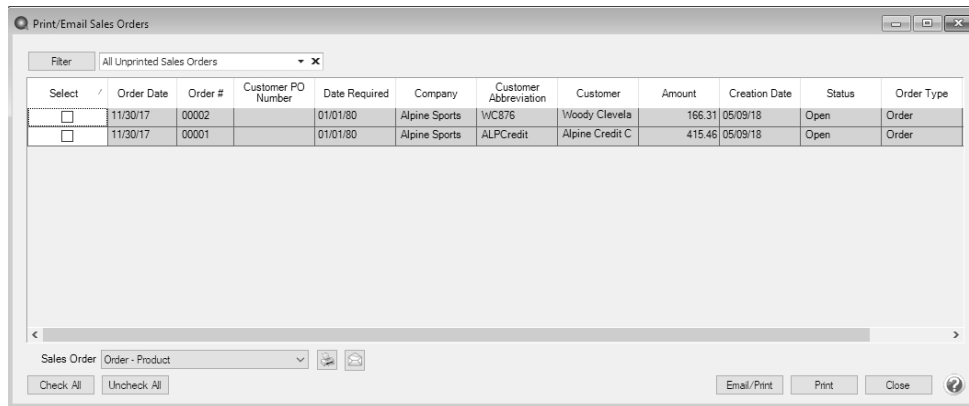 Print/Email Sales Orders
Filter All Unprinted Sales Orders
Select Order Date Order # Customer PO Number Date Required Company Customer Abbreviation Customer Amount Creation Date Status Order Type
11/30/17 00002 01/01/80 Alpine Sports WC876 Woody Clevela 166.31 05/09/18 Open Order
11/30/17 00001 01/01/80 Alpine Sports ALPCredit Alpine Credit C 415.46 05/09/18 Open Order
Sales Order Order - Product
Check All Uncheck All Email/Print Print Close ?